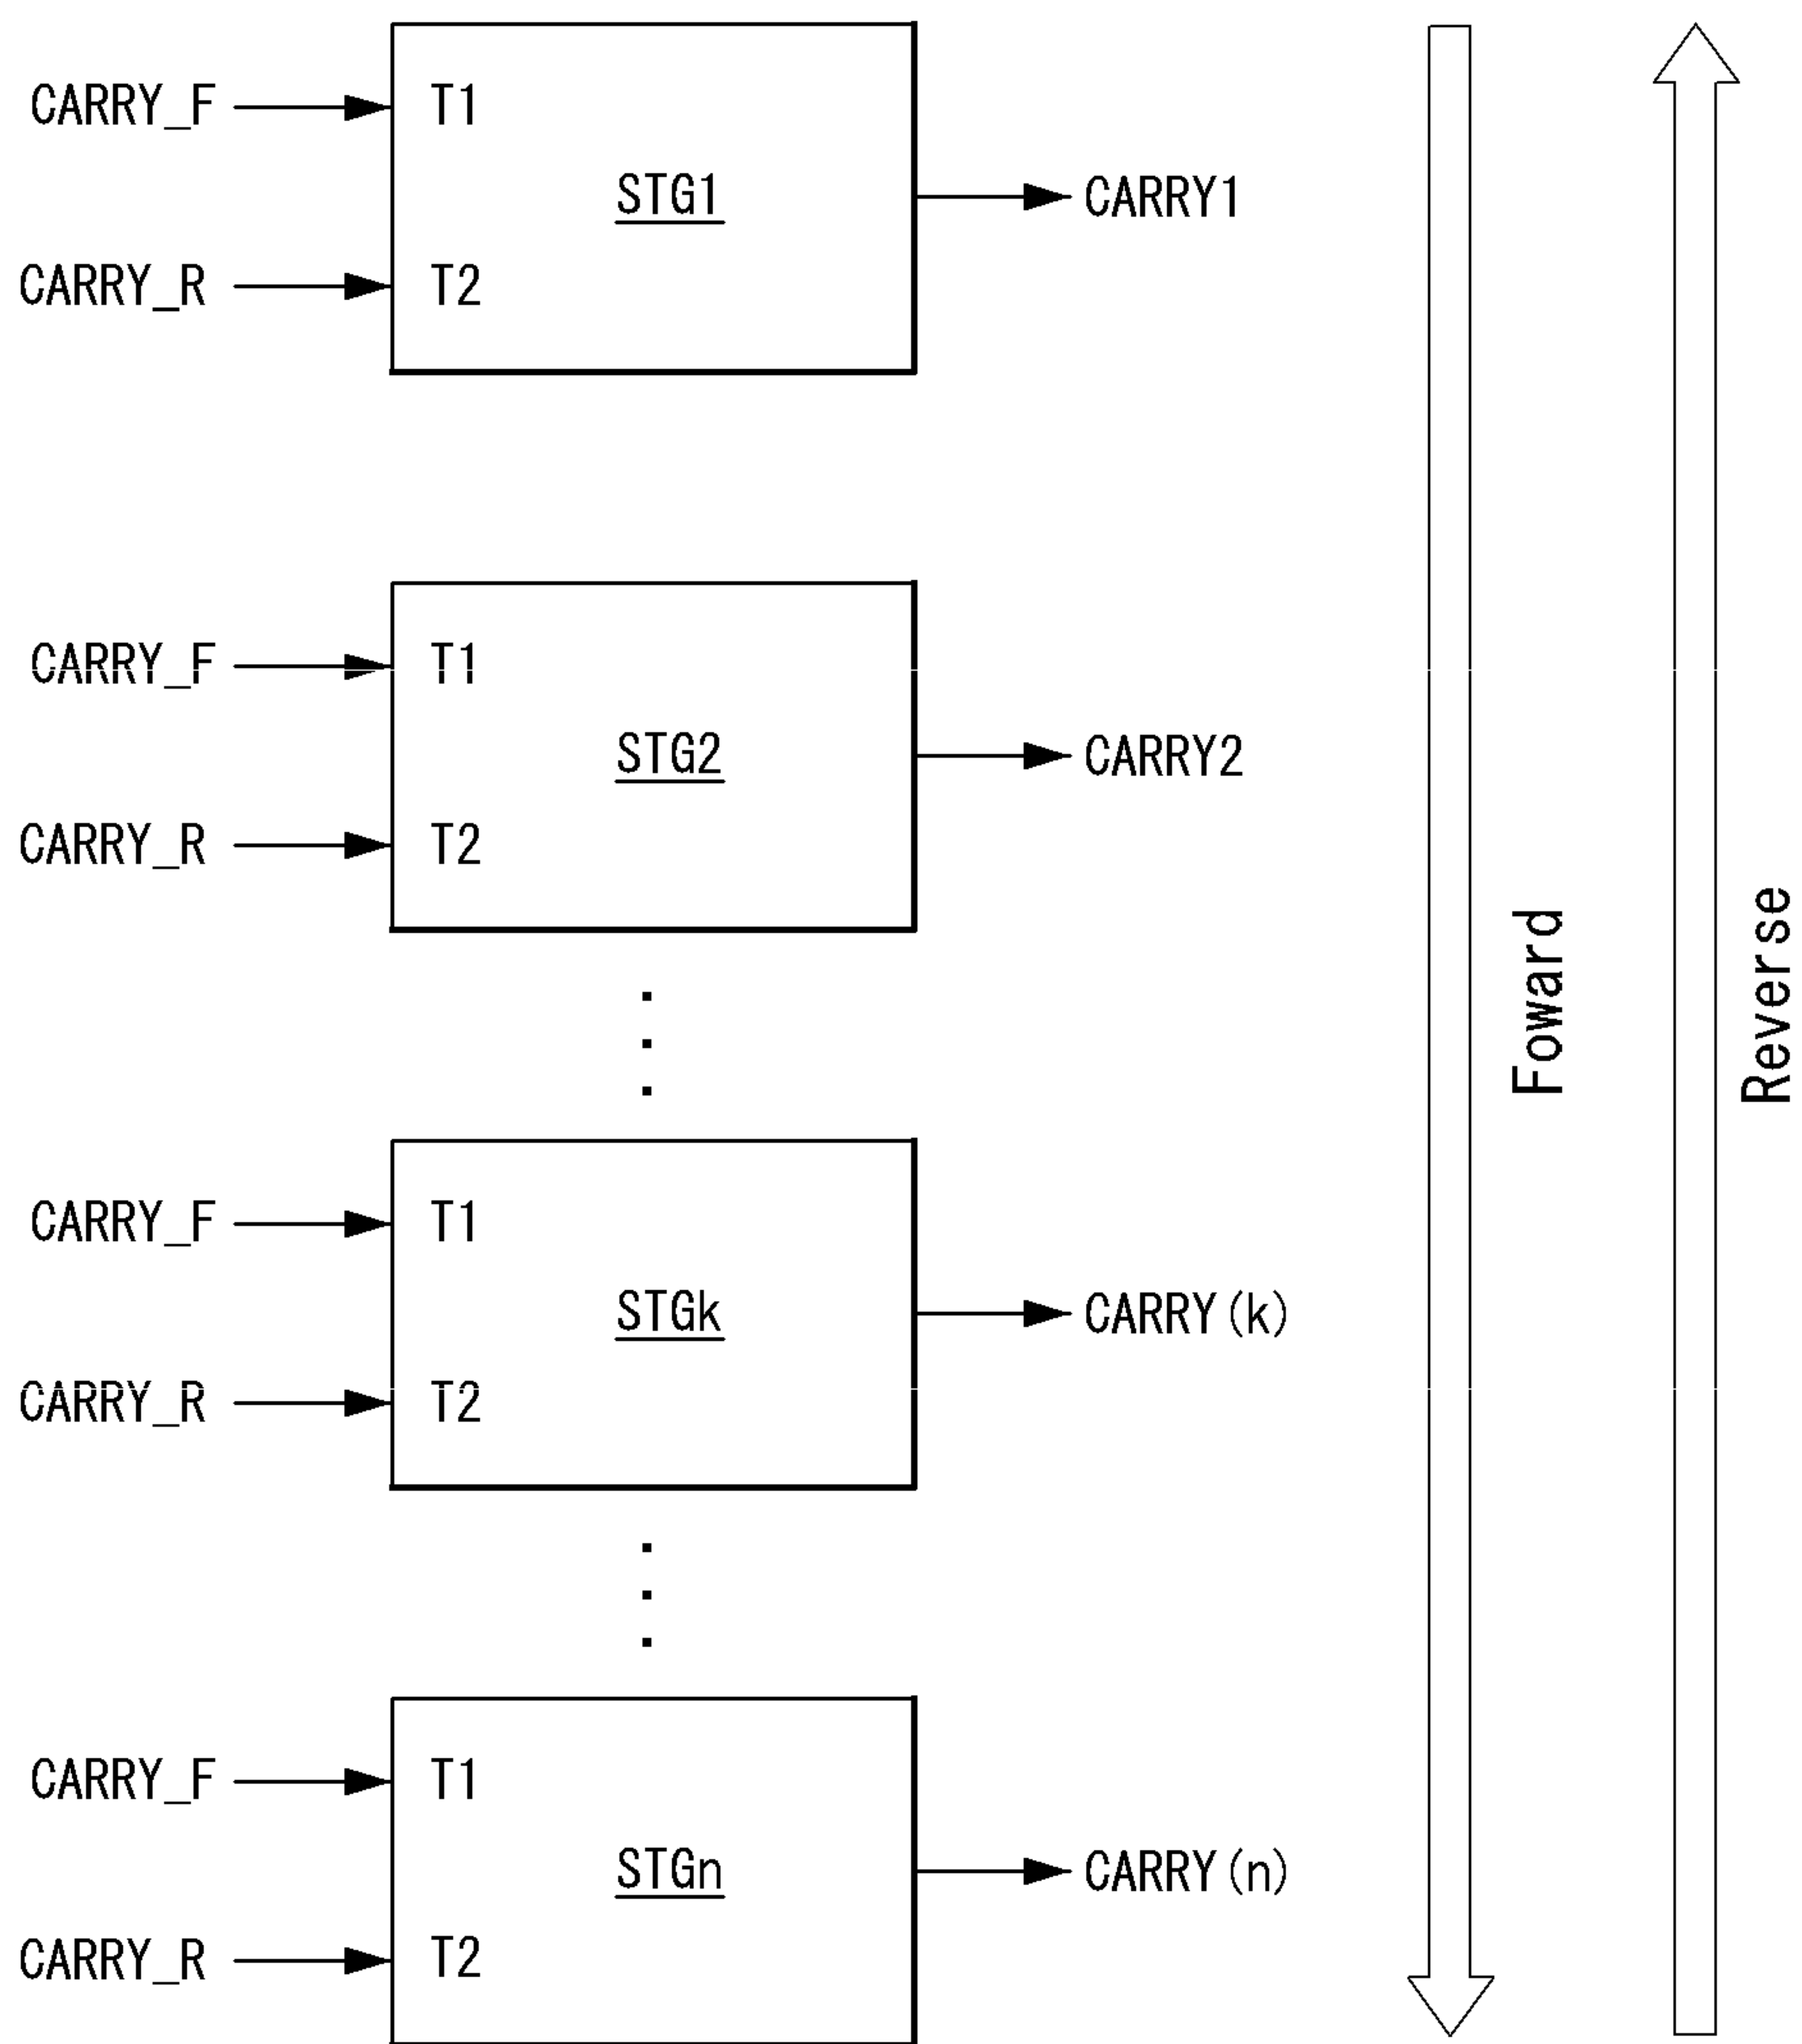 CARRY_F
T1
STG1
CARRY1
CARRY_R
T2
CARRY_F
T1
STG2
CARRY2
CARRY_R
T2
CARRY_F
T1
STGk
CARRY(k)
CARRY_R
T2
CARRY_F
T1
STGn
CARRY(n)
CARRY_R
T2
Foward
Reverse